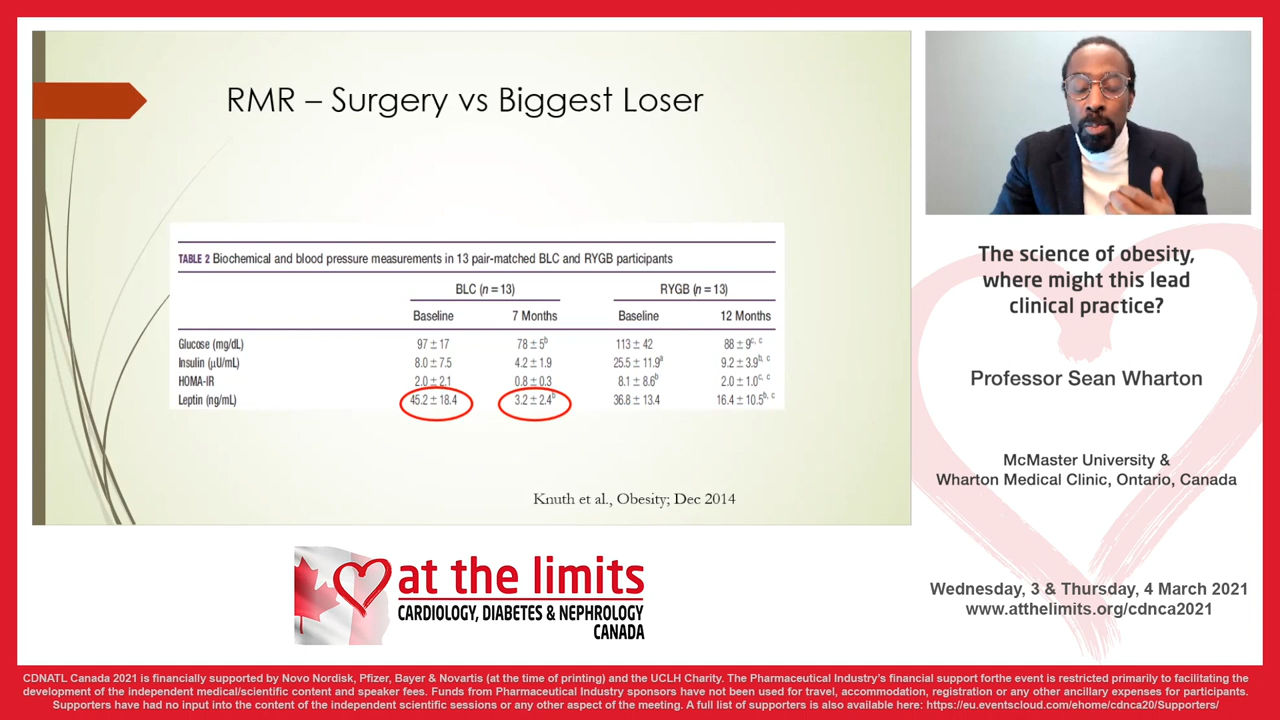 RMR – Surgery vs Biggest Loser
TABLE 2 Biochemical and blood pressure measurements in 13 pair-matched BLC and RYGB participants
BLC (n = 13) RYGB (n = 13)
Baseline 7 Months Baseline 12 Months
Glucose (mg/dL) 97 ± 17 78 ± 5b 113 ± 42 88 ± 9c, c
Insulin (μU/mL) 8.0 ± 7.5 4.2 ± 1.9 25.5 ± 11.9a 9.2 ± 3.9b, c
HOMA-IR 2.0 ± 2.1 0.8 ± 0.3 8.1 ± 8.6b 2.0 ± 1.0c, c
Leptin (ng/mL) 45.2 ± 18.4 3.2 ± 2.4b 36.8 ± 13.4 16.4 ± 10.5b, c
Knuth et al., Obesity; Dec 2014
The science of obesity,
where might this lead
clinical practice?
Professor Sean Wharton
McMaster University &
Wharton Medical Clinic, Ontario, Canada
Wednesday, 3 & Thursday, 4 March 2021
www.atthelimits.org/cdnca2021
at the limits
CARDIOLOGY, DIABETES & NEPHROLOGY
CANADA
CDNATL Canada 2021 is financially supported by Novo Nordisk, Pfizer, Bayer & Novartis (at the time of printing) and the UCLH Charity. The Pharmaceutical Industry's financial support forthe event is restricted primarily to facilitating the
development of the independent medical/scientific content and speaker fees. Funds from Pharmaceutical Industry sponsors have not been used for travel, accommodation, registration or any other ancillary expenses for participants.
Supporters have had no input into the content of the independent scientific sessions or any other aspect of the meeting. A full list of supporters is also available here: https://eu.eventscloud.com/ehome/cdnca20/Supporters/